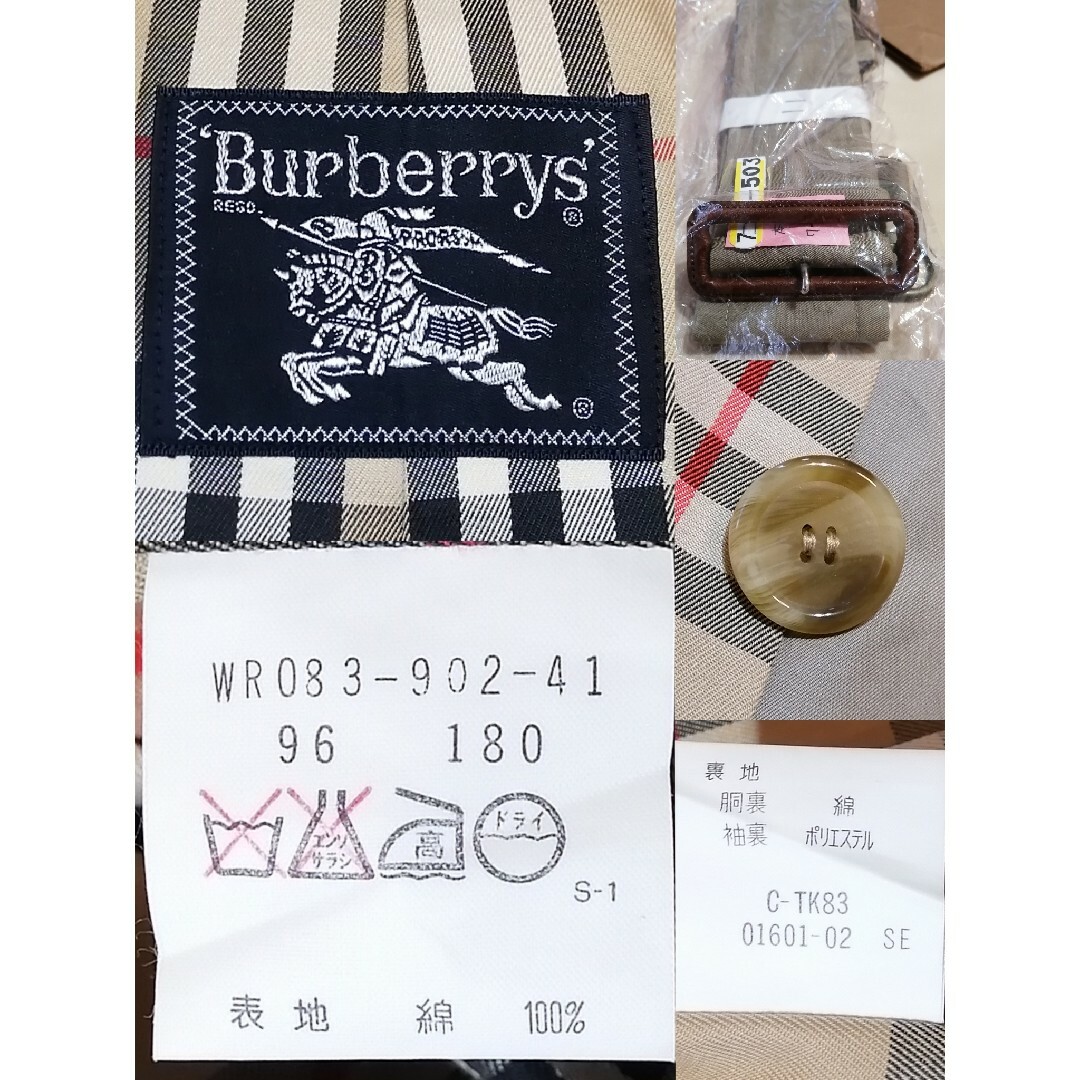 'Burberrys'
REGD.
PRORSUM
®
®
WR083-902-41
96 180
エンソ
サラシ
高
ドライ
S-1
表地 綿 100%
503
7
裏地
胴裏 綿
袖裏 ポリエステル
C-TK83
01601-02 SE